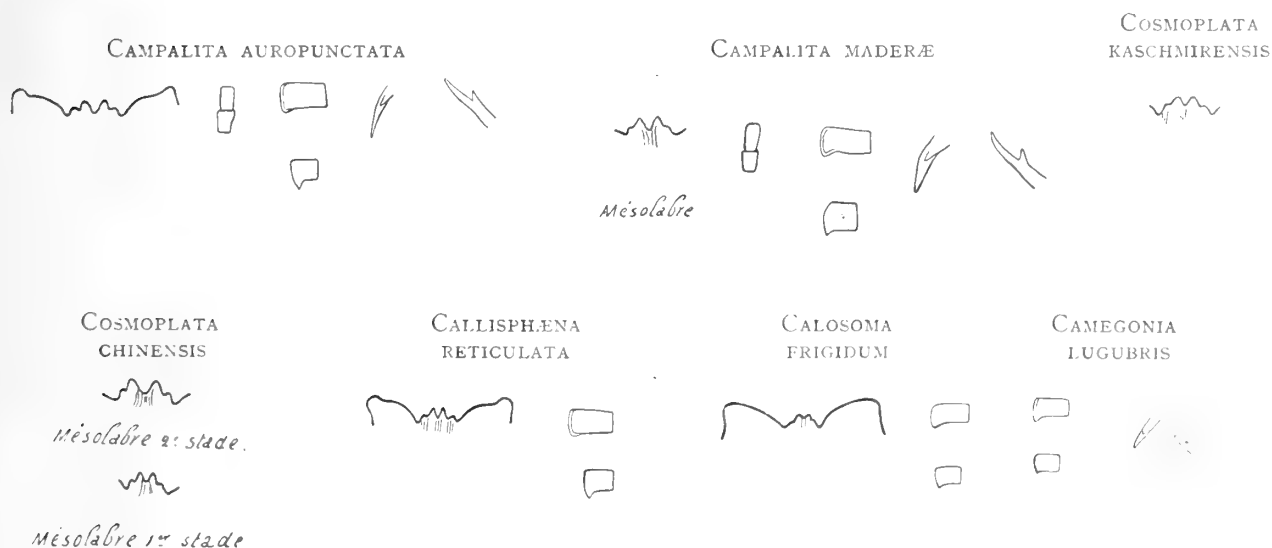 CAMPALITA AUROPUNCTATA
CAMPALITA MADERÆ
COSMOPLATA
KASCHMIRENSIS
Mésolabre
COSMOPLATA
CHINENSIS
Mésolabre 2e stade.
Mésolabre 1er stade
CALLISPHÆNA
RETICULATA
CALOSOMA
FRIGIDUM
CAMEGONIA
LUGUBRIS